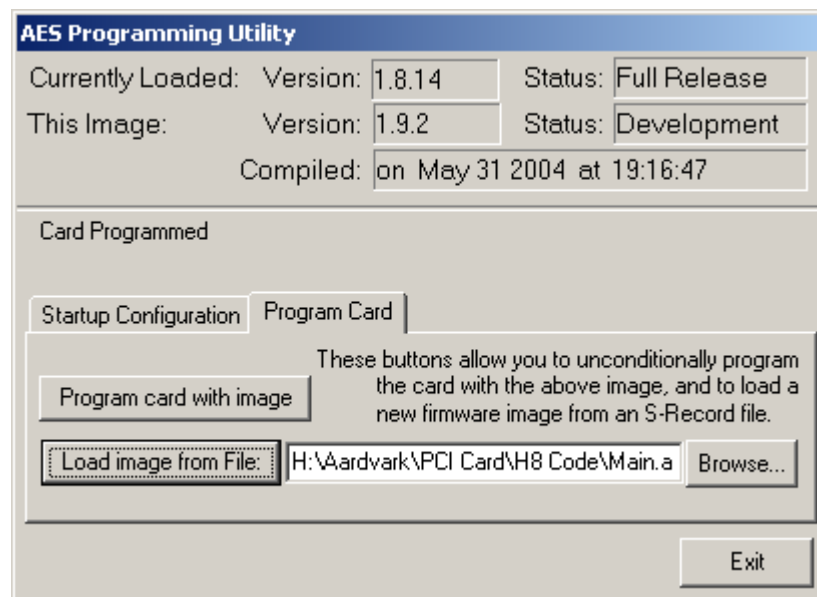 AES Programming Utility
Currently Loaded: Version: 1.8.14 Status: Full Release
This Image: Version: 1.9.2 Status: Development
Compiled: on May 31 2004 at 19:16:47
Card Programmed
Startup Configuration Program Card
These buttons allow you to unconditionally program
the card with the above image, and to load a
new firmware image from an S-Record file.
Program card with image
Load image from File: H:\Aardvark\PCI Card\H8 Code\Main.a Browse...
Exit